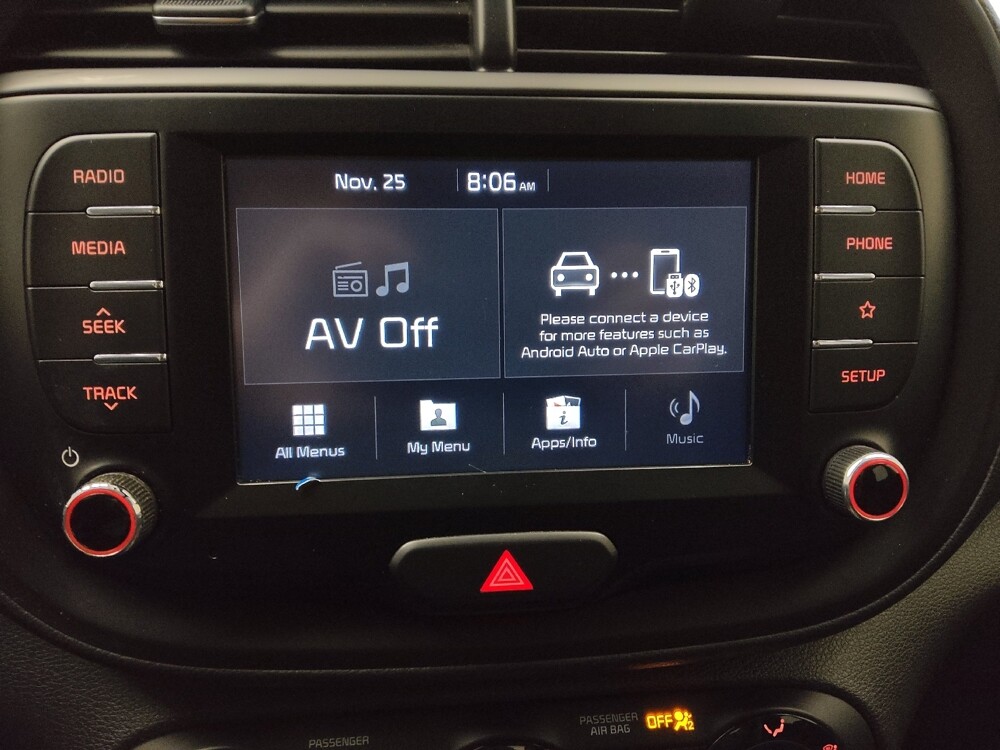 RADIO
MEDIA
SEEK
TRACK
Nov. 25 8:06 AM
AV Off
Please connect a device
for more features such as
Android Auto or Apple CarPlay.
All Menus
My Menu
Apps/Info
Music
HOME
PHONE
SETUP
PASSENGER
AIR BAG
OFF 2
PASSENGER